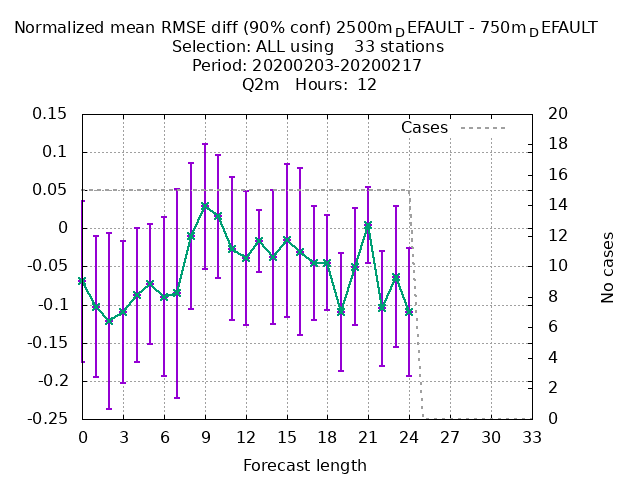 Normalized mean RMSE diff (90% conf) 2500mDEFAULT - 750mDEFAULT
Selection: ALL using 33 stations
Period: 20200203-20200217
Q2m Hours: 12
0.15 20
18
0.1 16
0.05 14
0 12
-0.05 10
-0.1 8
-0.15 6
4
-0.2 2
-0.25 0
Cases
No cases
0 3 6 9 12 15 18 21 24 27 30 33
Forecast length